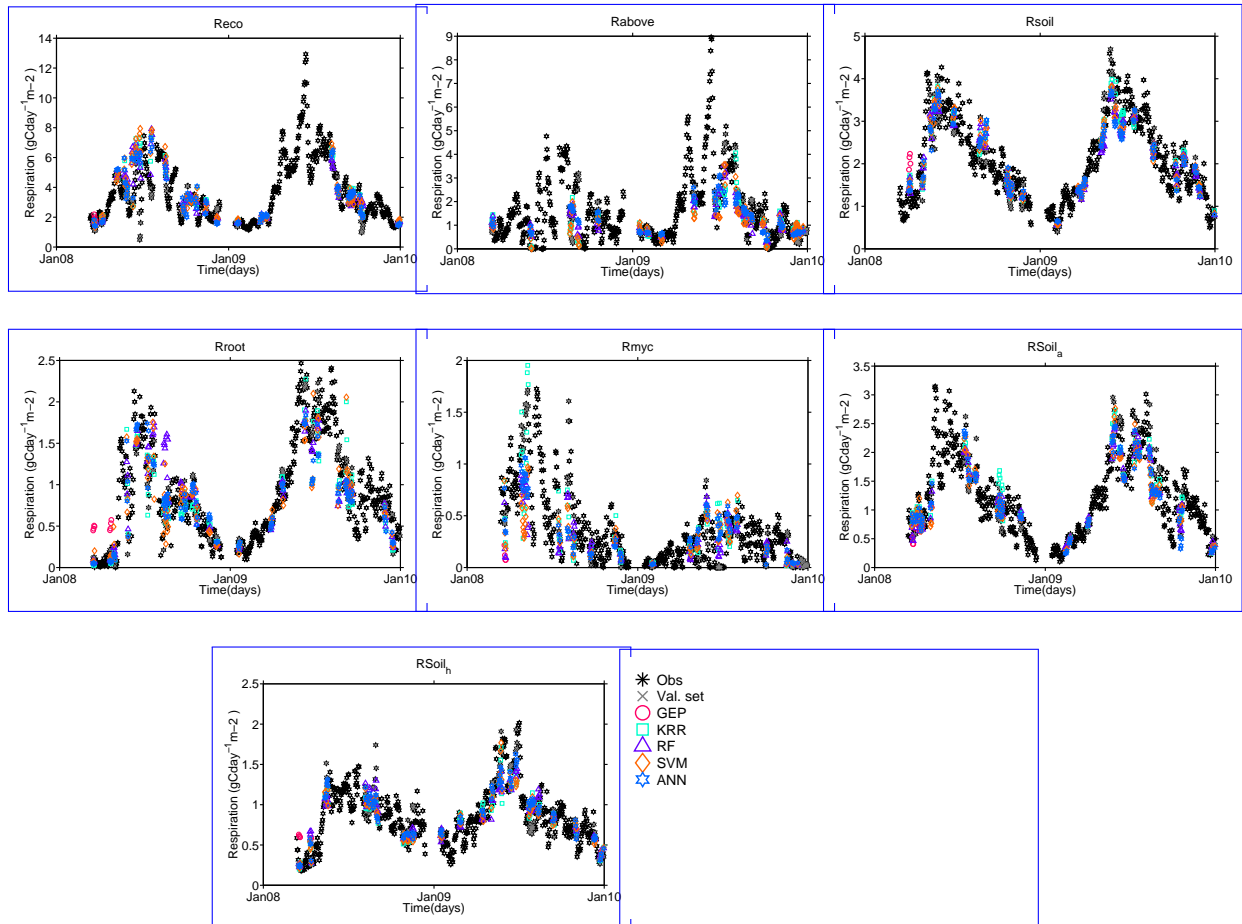 Reco
Respiration (gCday⁻¹m−2)
14
12
10
8
6
4
2
0
Jan08
Jan09
Jan10
Time(days)
Rabove
Respiration (gCday⁻¹m−2 )
9
8
7
6
5
4
3
2
1
0
Jan08
Jan09
Jan10
Time(days)
Rsoil
Respiration (gCday⁻¹m−2 )
5
4
3
2
1
0
Jan08
Jan09
Jan10
Time(days)
Rroot
Respiration (gCday⁻¹m−2 )
2.5
2
1.5
1
0.5
0
Jan08
Jan09
Jan10
Time(days)
Rmyc
Respiration (gCday⁻¹m−2 )
2
1.5
1
0.5
0
Jan08
Jan09
Jan10
Time(days)
RSoilₐ
Respiration (gCday⁻¹m−2 )
3.5
3
2.5
2
1.5
1
0.5
0
Jan08
Jan09
Jan10
Time(days)
RSoilₕ
Respiration (gCday⁻¹m−2 )
2.5
2
1.5
1
0.5
0
Jan08
Jan09
Jan10
Time(days)
Obs
Val. set
GEP
KRR
RF
SVM
ANN